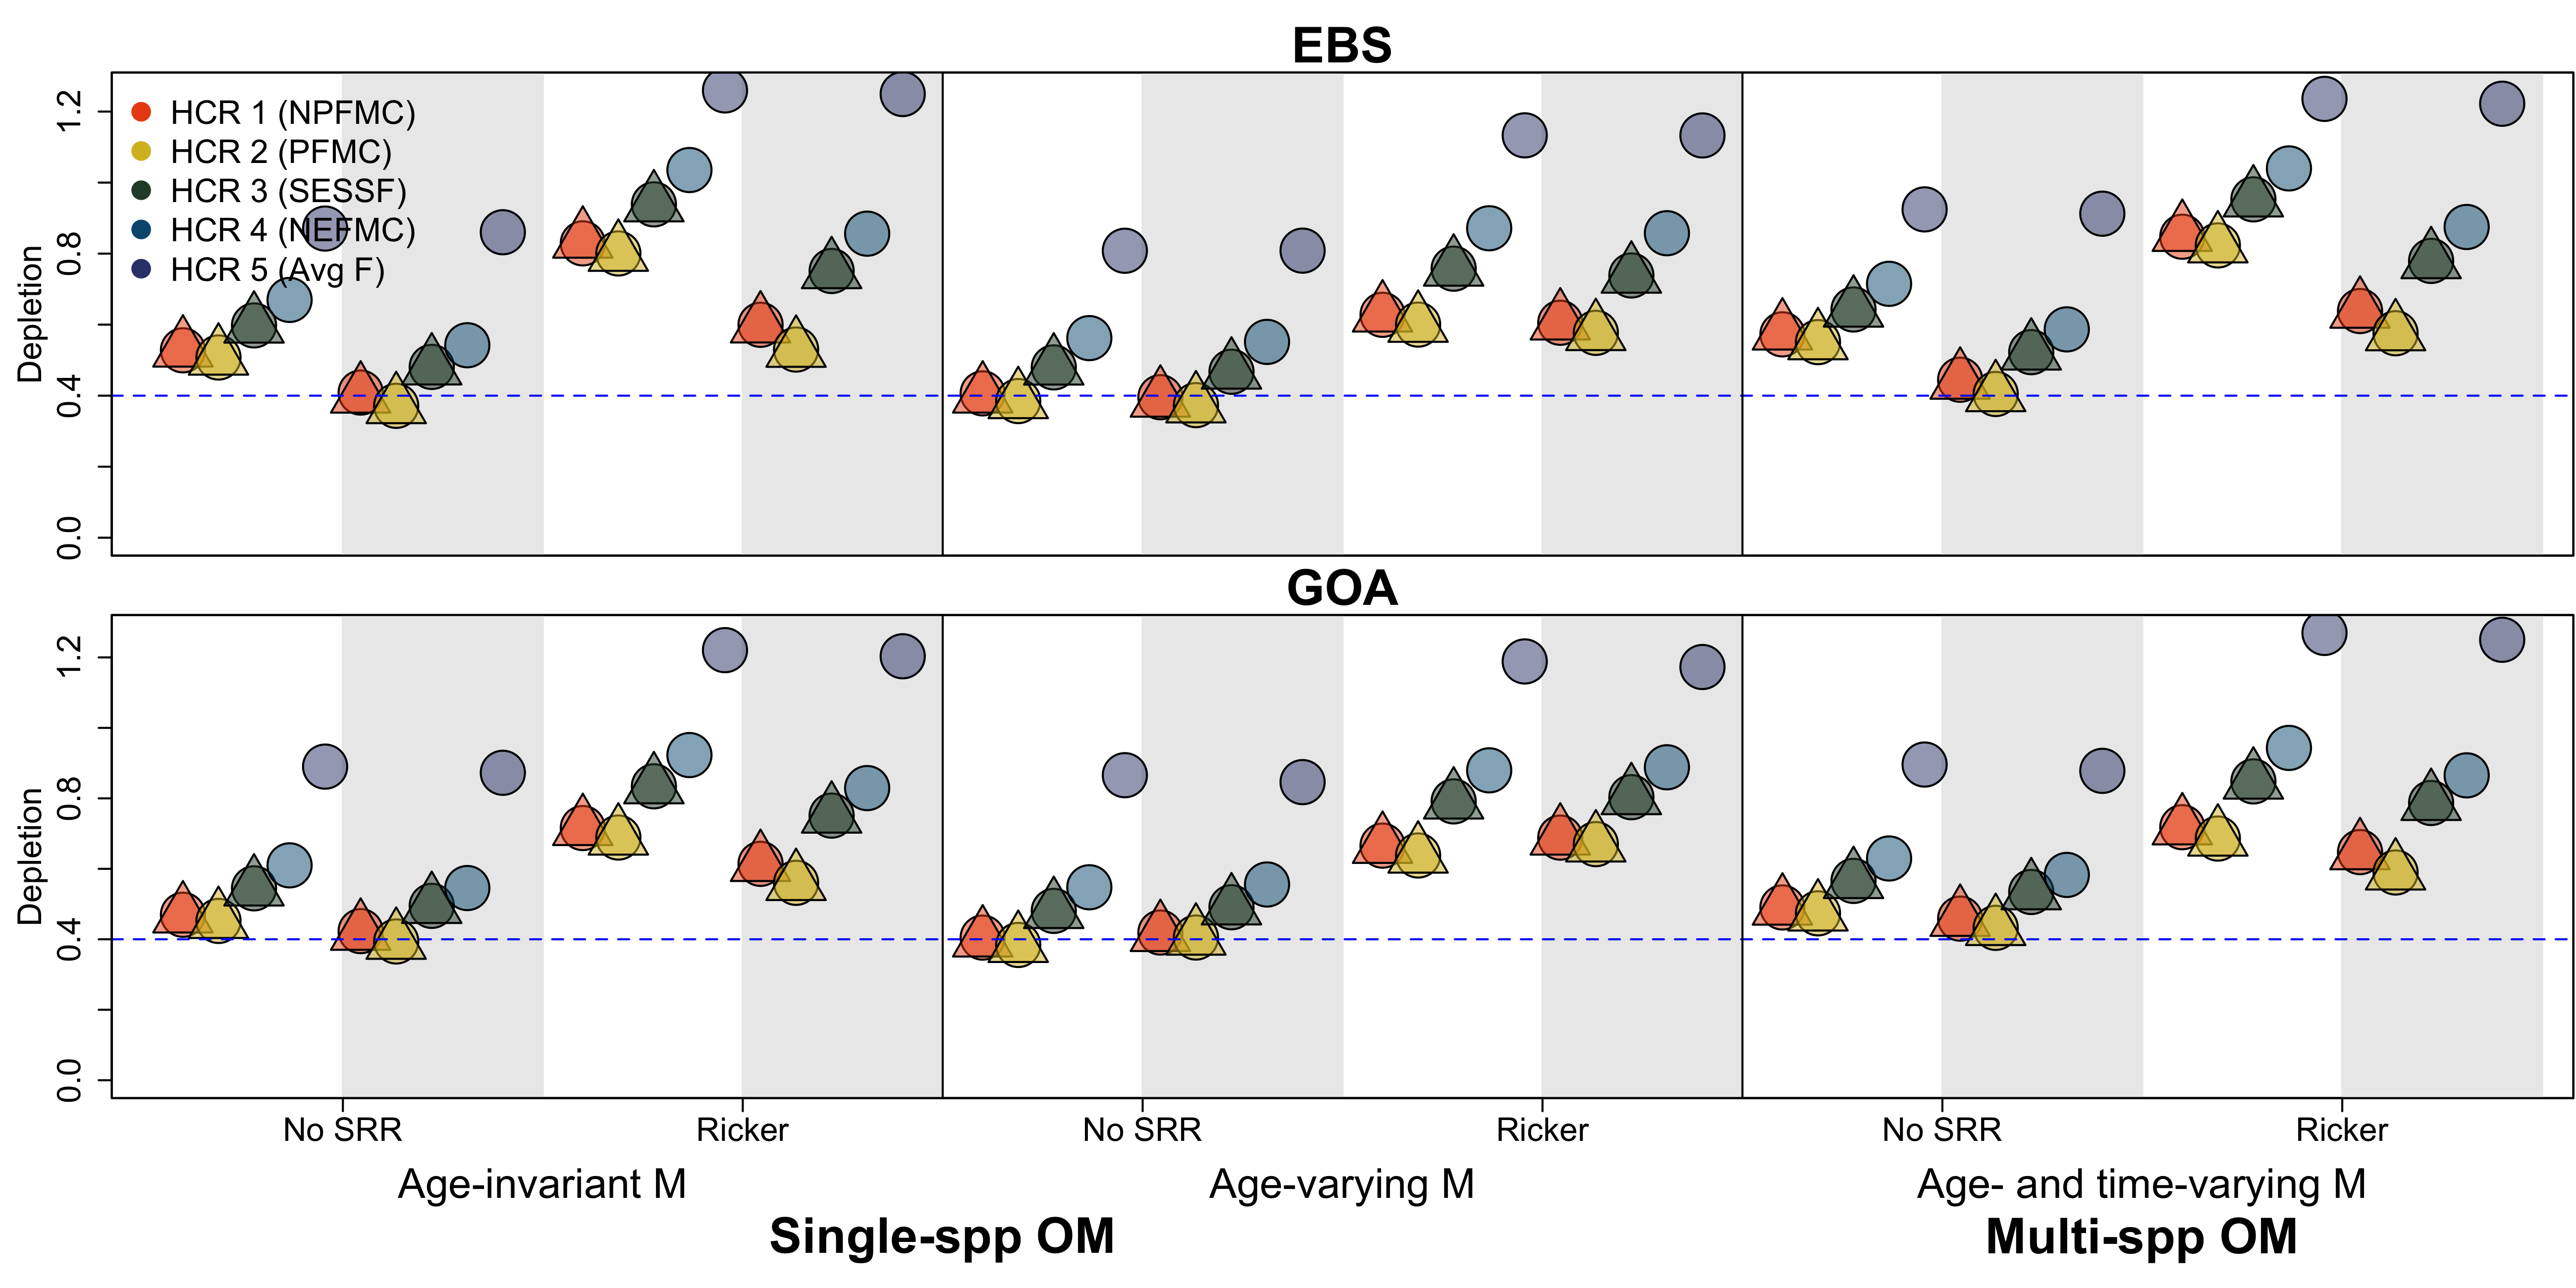 EBS
1.2
0.8
0.4
0.0
Depletion
HCR 1 (NPFMC)
HCR 2 (PFMC)
HCR 3 (SESSF)
HCR 4 (NEFMC)
HCR 5 (Avg F)
GOA
1.2
0.8
0.4
0.0
Depletion
No SRR Ricker No SRR Ricker No SRR Ricker
Age-invariant M Age-varying M Age- and time-varying M
Single-spp OM Multi-spp OM